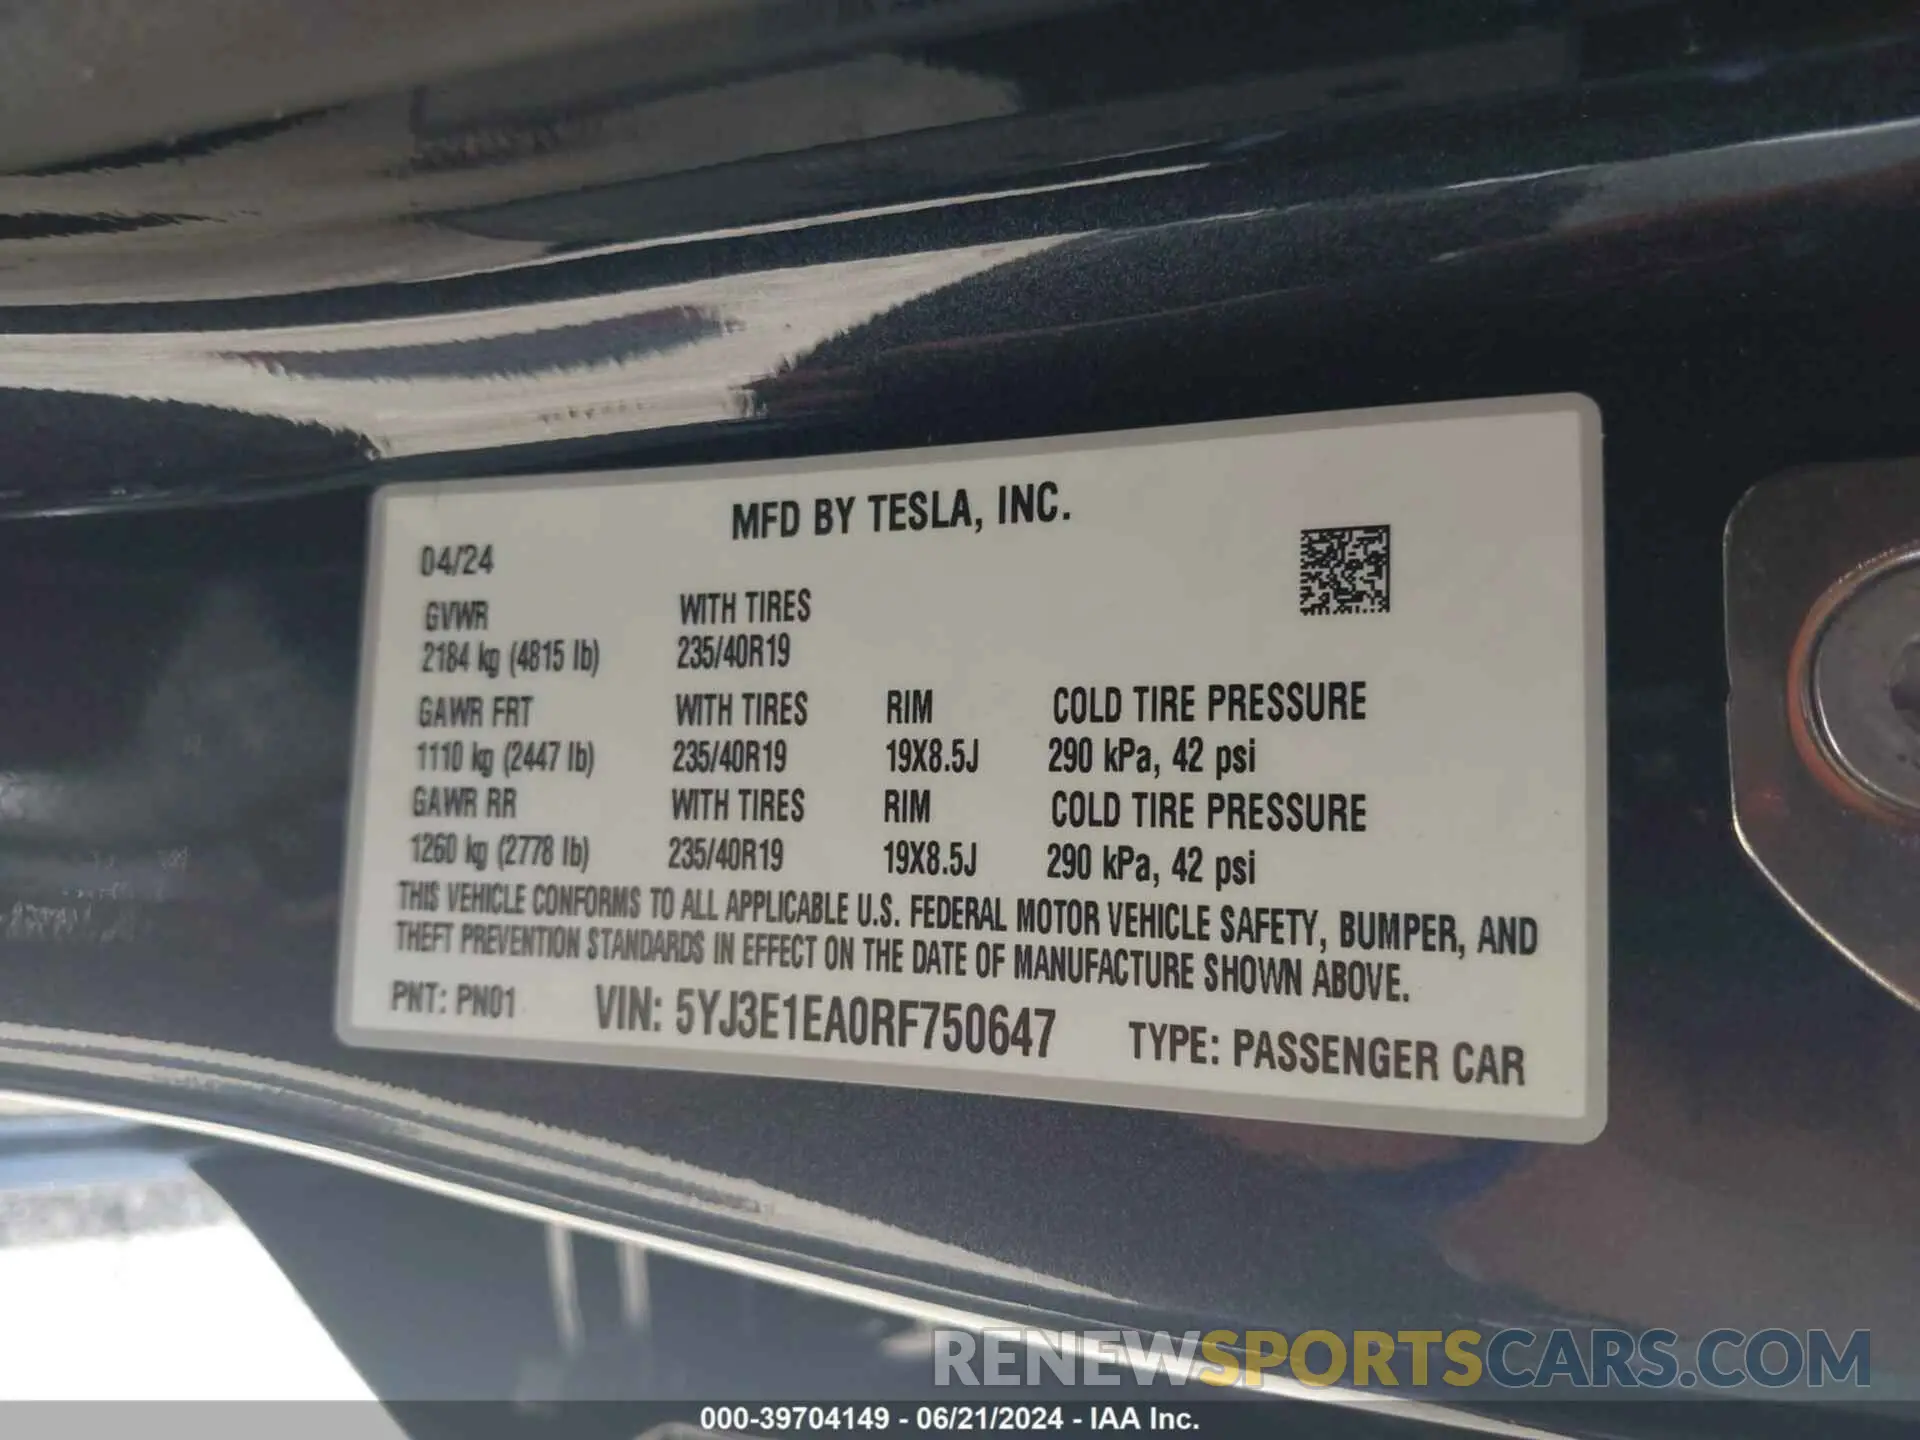 MFD BY TESLA, INC.
04/24
GVWR WITH TIRES
2184 kg (4815 lb) 235/40R19
GAWR FRT WITH TIRES RIM COLD TIRE PRESSURE
1110 kg (2447 lb) 235/40R19 19X8.5J 290 kPa, 42 psi
GAWR RR WITH TIRES RIM COLD TIRE PRESSURE
1260 kg (2778 lb) 235/40R19 19X8.5J 290 kPa, 42 psi
THIS VEHICLE CONFORMS TO ALL APPLICABLE U.S. FEDERAL MOTOR VEHICLE SAFETY, BUMPER, AND
THEFT PREVENTION STANDARDS IN EFFECT ON THE DATE OF MANUFACTURE SHOWN ABOVE.
PNT: PN01 VIN: 5YJ3E1EA0RF750647 TYPE: PASSENGER CAR
RENEWSPORTSCARS.COM
000-39704149 - 06/21/2024 - IAA Inc.